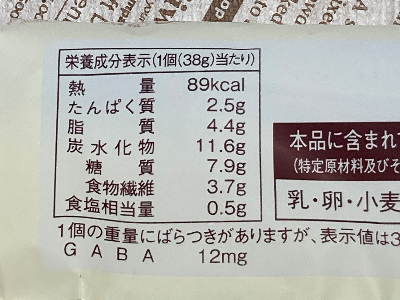 栄養成分表示(1個(38g)当たり)
熱量 89kcal
たんぱく質 2.5g
脂質 4.4g
炭水化物 11.6g
糖質 7.9g
食物繊維 3.7g
食塩相当量 0.5g
1個の重量にばらつきがありますが、表示値は3
GABA 12mg
本品に含まれ
(特定原材料及びそ
乳・卵・小麦